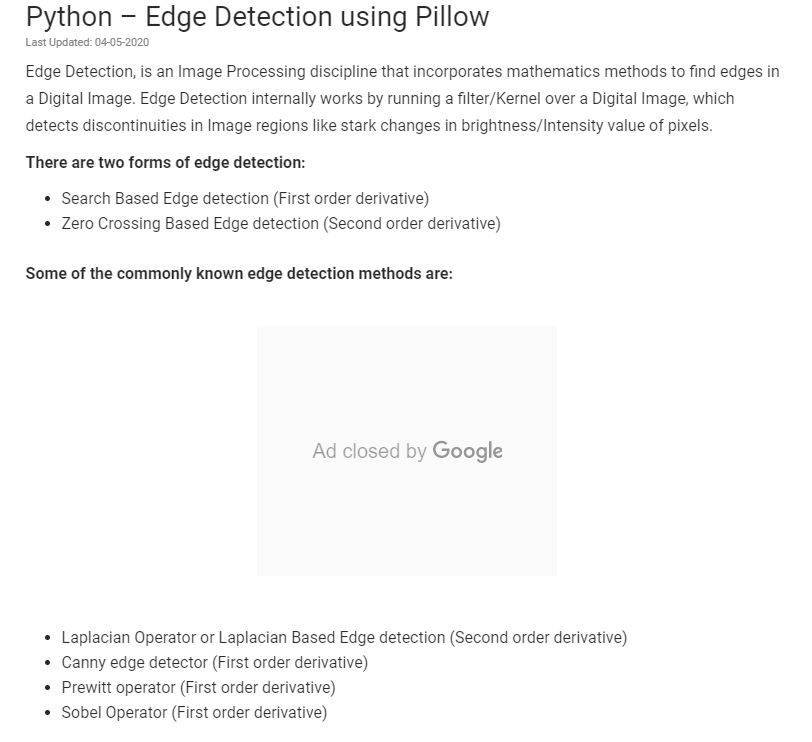 Python – Edge Detection using Pillow
Last Updated: 04-05-2020
Edge Detection, is an Image Processing discipline that incorporates mathematics methods to find edges in
a Digital Image. Edge Detection internally works by running a filter/Kernel over a Digital Image, which
detects discontinuities in Image regions like stark changes in brightness/Intensity value of pixels.
There are two forms of edge detection:
• Search Based Edge detection (First order derivative)
• Zero Crossing Based Edge detection (Second order derivative)
Some of the commonly known edge detection methods are:
Ad closed by Google
• Laplacian Operator or Laplacian Based Edge detection (Second order derivative)
• Canny edge detector (First order derivative)
• Prewitt operator (First order derivative)
• Sobel Operator (First order derivative)